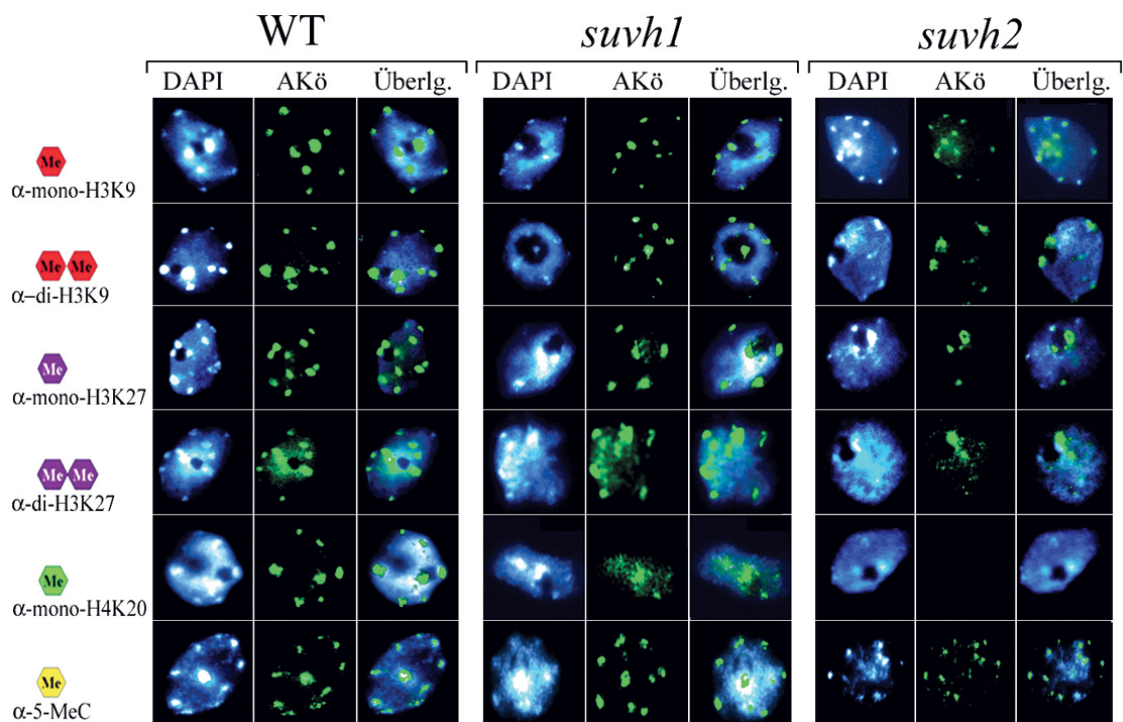 WT suvh1 suvh2
DAPI AKö Überlg. DAPI AKö Überlg. DAPI AKö Überlg.
Me
α-mono-H3K9
Me Me
α–di-H3K9
Me
α-mono-H3K27
Me Me
α-di-H3K27
Me
α-mono-H4K20
Me
α-5-MeC